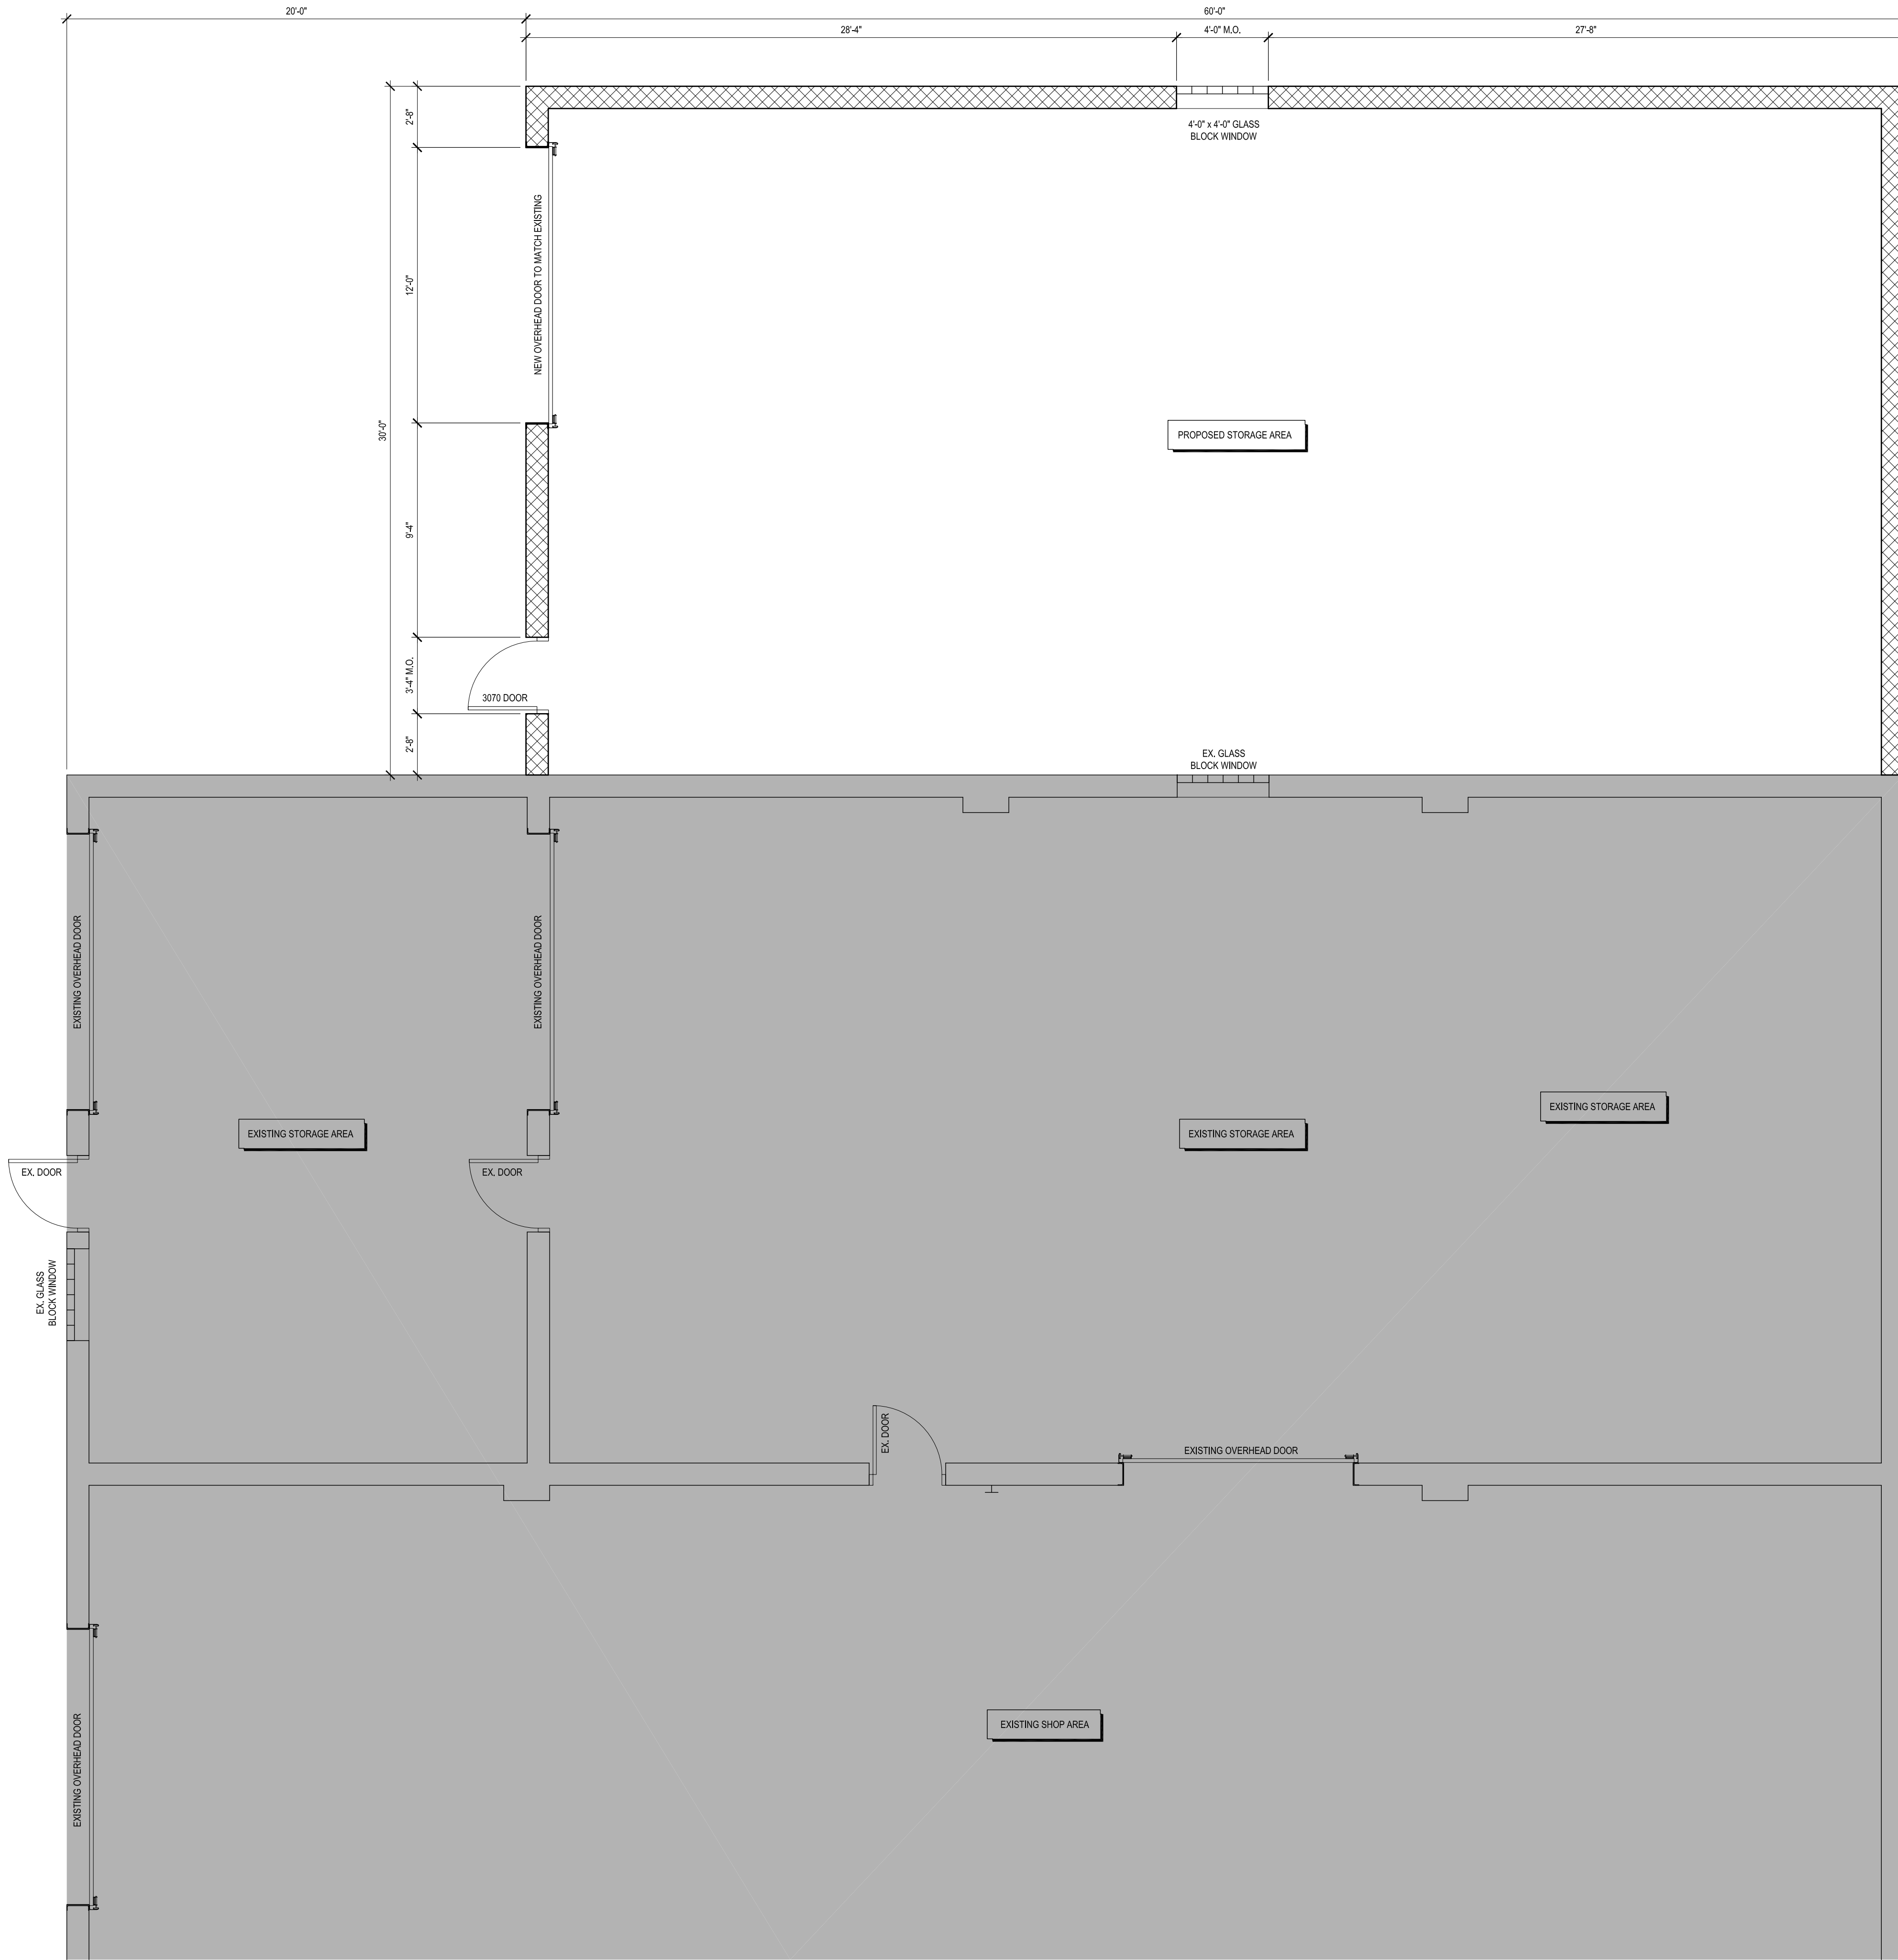 20'-0"
60'-0"
28'-4"
4'-0" M.O.
27'-8"
2'-8"
4'-0" x 4'-0" GLASS
BLOCK WINDOW
NEW OVERHEAD DOOR TO MATCH EXISTING
12'-0"
30'-0"
PROPOSED STORAGE AREA
9'-4"
3'-4" M.O.
3070 DOOR
2'-8"
EX. GLASS
BLOCK WINDOW
EXISTING OVERHEAD DOOR
EXISTING OVERHEAD DOOR
EXISTING STORAGE AREA
EXISTING STORAGE AREA
EXISTING STORAGE AREA
EX. DOOR
EX. DOOR
EX. GLASS
BLOCK WINDOW
EX. DOOR
EXISTING OVERHEAD DOOR
EXISTING SHOP AREA
EXISTING OVERHEAD DOOR